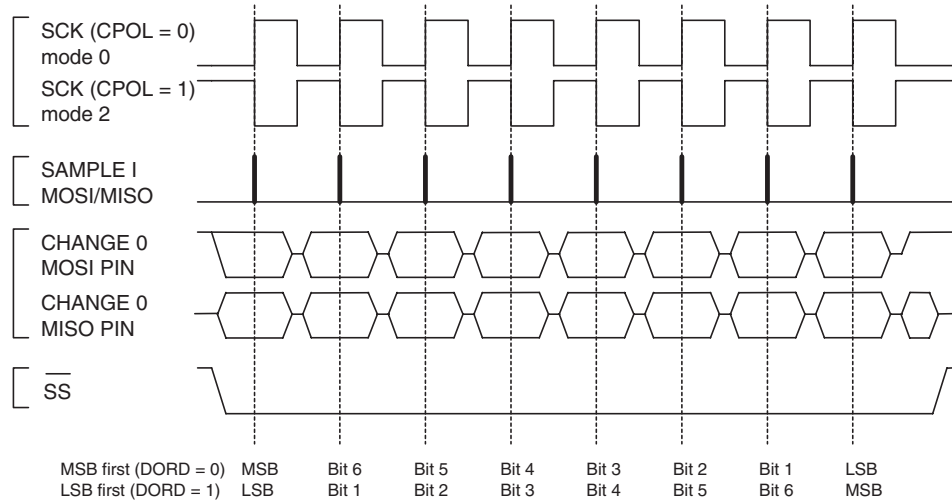 SCK (CPOL = 0)
mode 0
SCK (CPOL = 1)
mode 2
SAMPLE I
MOSI/MISO
CHANGE 0
MOSI PIN
CHANGE 0
MISO PIN
SS
MSB first (DORD = 0) MSB Bit 6 Bit 5 Bit 4 Bit 3 Bit 2 Bit 1 LSB
LSB first (DORD = 1) LSB Bit 1 Bit 2 Bit 3 Bit 4 Bit 5 Bit 6 MSB